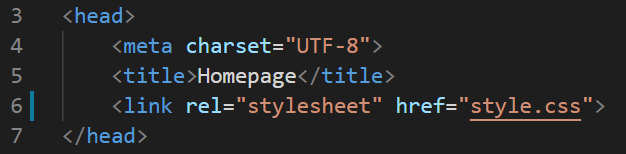 3 <head>
4 <meta charset="UTF-8">
5 <title>Homepage</title>
6 <link rel="stylesheet" href="style.css">
7 </head>